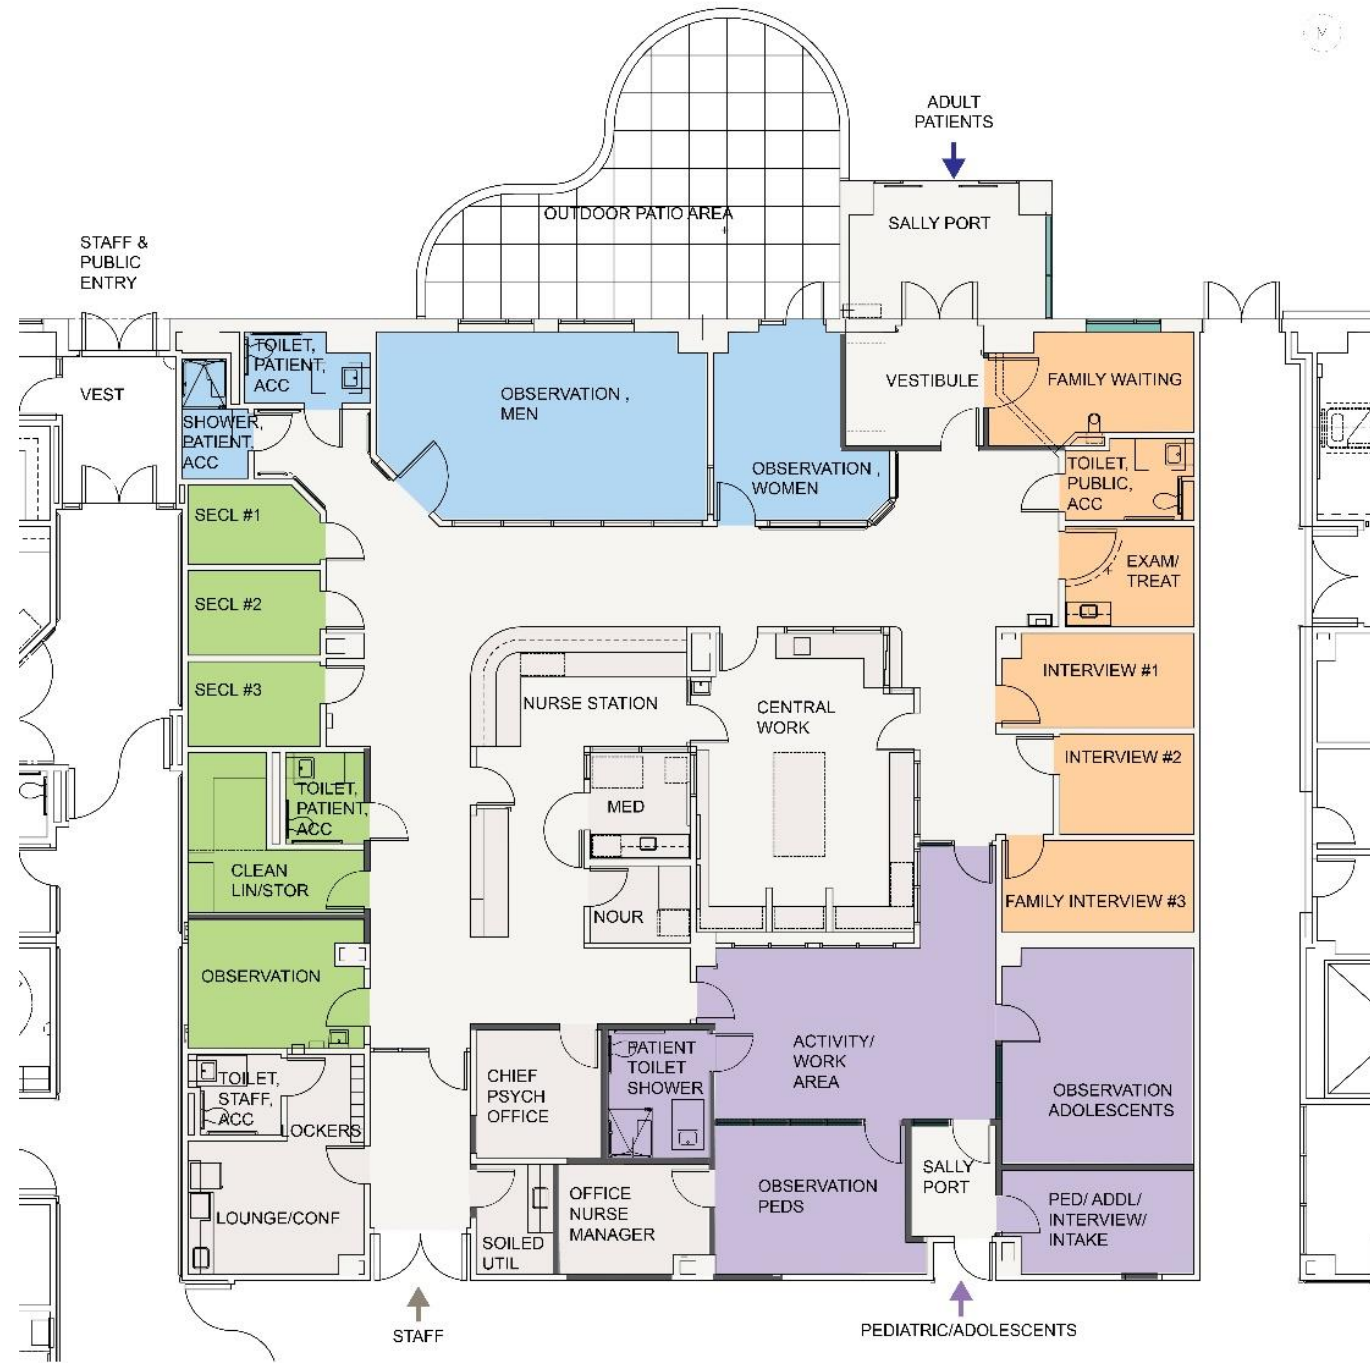 M
ADULT
PATIENTS
OUTDOOR PATIO AREA
SALLY PORT
STAFF &
PUBLIC
ENTRY
TOILET,
PATIENT,
ACC
VEST
OBSERVATION ,
MEN
VESTIBULE
FAMILY WAITING
SHOWER,
PATIENT,
ACC
OBSERVATION ,
WOMEN
TOILET,
PUBLIC,
ACC
SECL #1
EXAM/
TREAT
SECL #2
SECL #3
NURSE STATION
CENTRAL
WORK
INTERVIEW #1
INTERVIEW #2
TOILET,
PATIENT,
ACC
MED
CLEAN
LIN/STOR
NOUR
FAMILY INTERVIEW #3
OBSERVATION
ACTIVITY/
WORK
AREA
PATIENT
TOILET
SHOWER
CHIEF
PSYCH
OFFICE
OBSERVATION
ADOLESCENTS
TOILET,
STAFF,
ACC
LOCKERS
SALLY
PORT
OBSERVATION
PEDS
OFFICE
NURSE
MANAGER
PED/ ADDL/
INTERVIEW/
INTAKE
LOUNGE/CONF
SOILED
UTIL
STAFF
PEDIATRIC/ADOLESCENTS